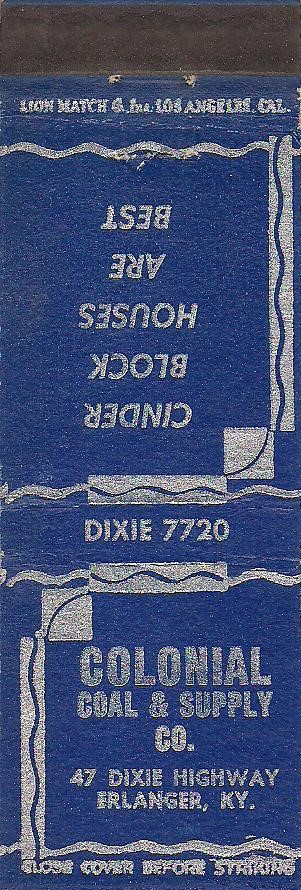 LION MATCH Co. Inc. LOS ANGELES, CAL.
CINDER
BLOCK
HOUSES
ARE
BEST
DIXIE 7720
COLONIAL
COAL & SUPPLY
CO.
47 DIXIE HIGHWAY
ERLANGER, KY.
CLOSE COVER BEFORE STRIKING